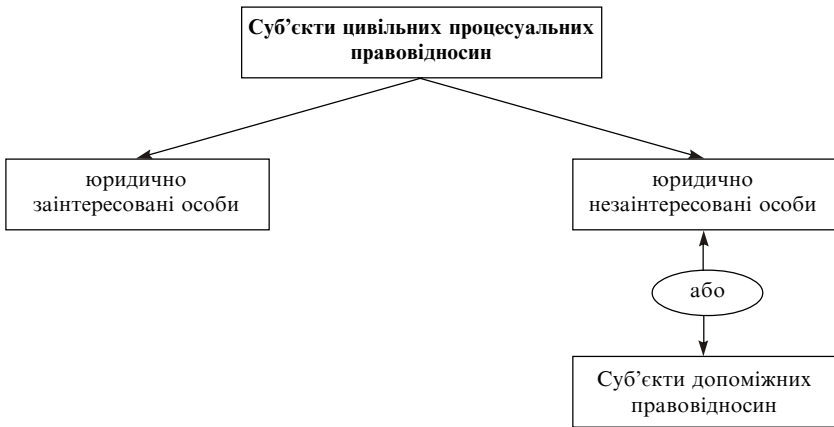 Суб’єкти цивільних процесуальних
правовідносин
юридично
заінтересовані особи
юридично
незаінтересовані особи
або
Суб’єкти допоміжних
правовідносин